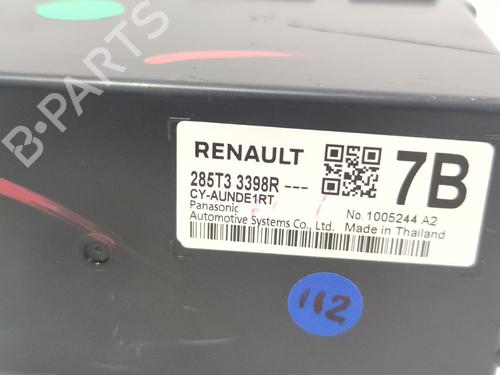 B-PARTS
RENAULT
7B
285T3 3398R ---
CY-AUNDE1RT
Panasonic
Automotive Systems Co., Ltd.
No. 1005244 A2
Made in Thailand
112